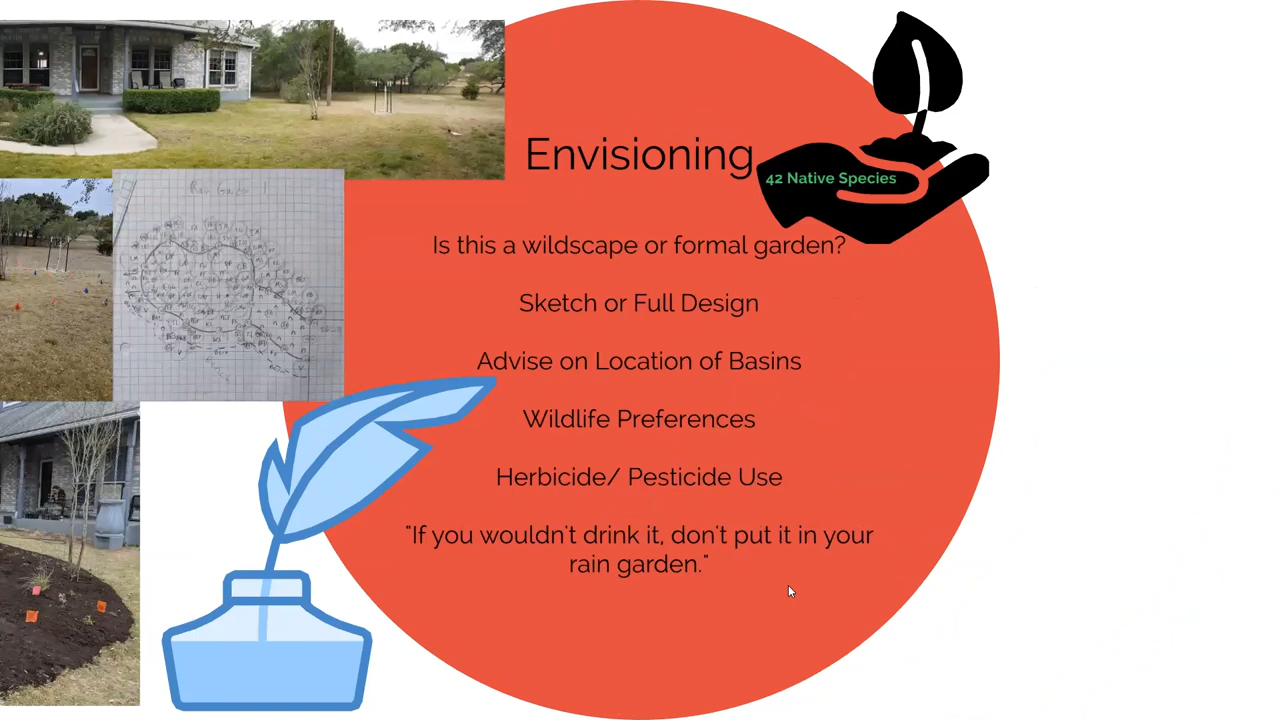 Envisioning
42 Native Species
Is this a wildscape or formal garden?
Sketch or Full Design
Advise on Location of Basins
Wildlife Preferences
Herbicide/ Pesticide Use
"If you wouldn't drink it, don't put it in your
rain garden."